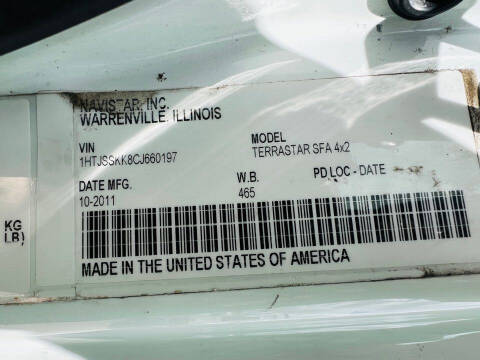 NAVISTAR, INC.
WARRENVILLE, ILLINOIS
VIN MODEL
1HTJSSKK8CJ660197 TERRASTAR SFA 4x2
DATE MFG. W.B. PD LOC - DATE
10-2011 465
KG
LB)
MADE IN THE UNITED STATES OF AMERICA